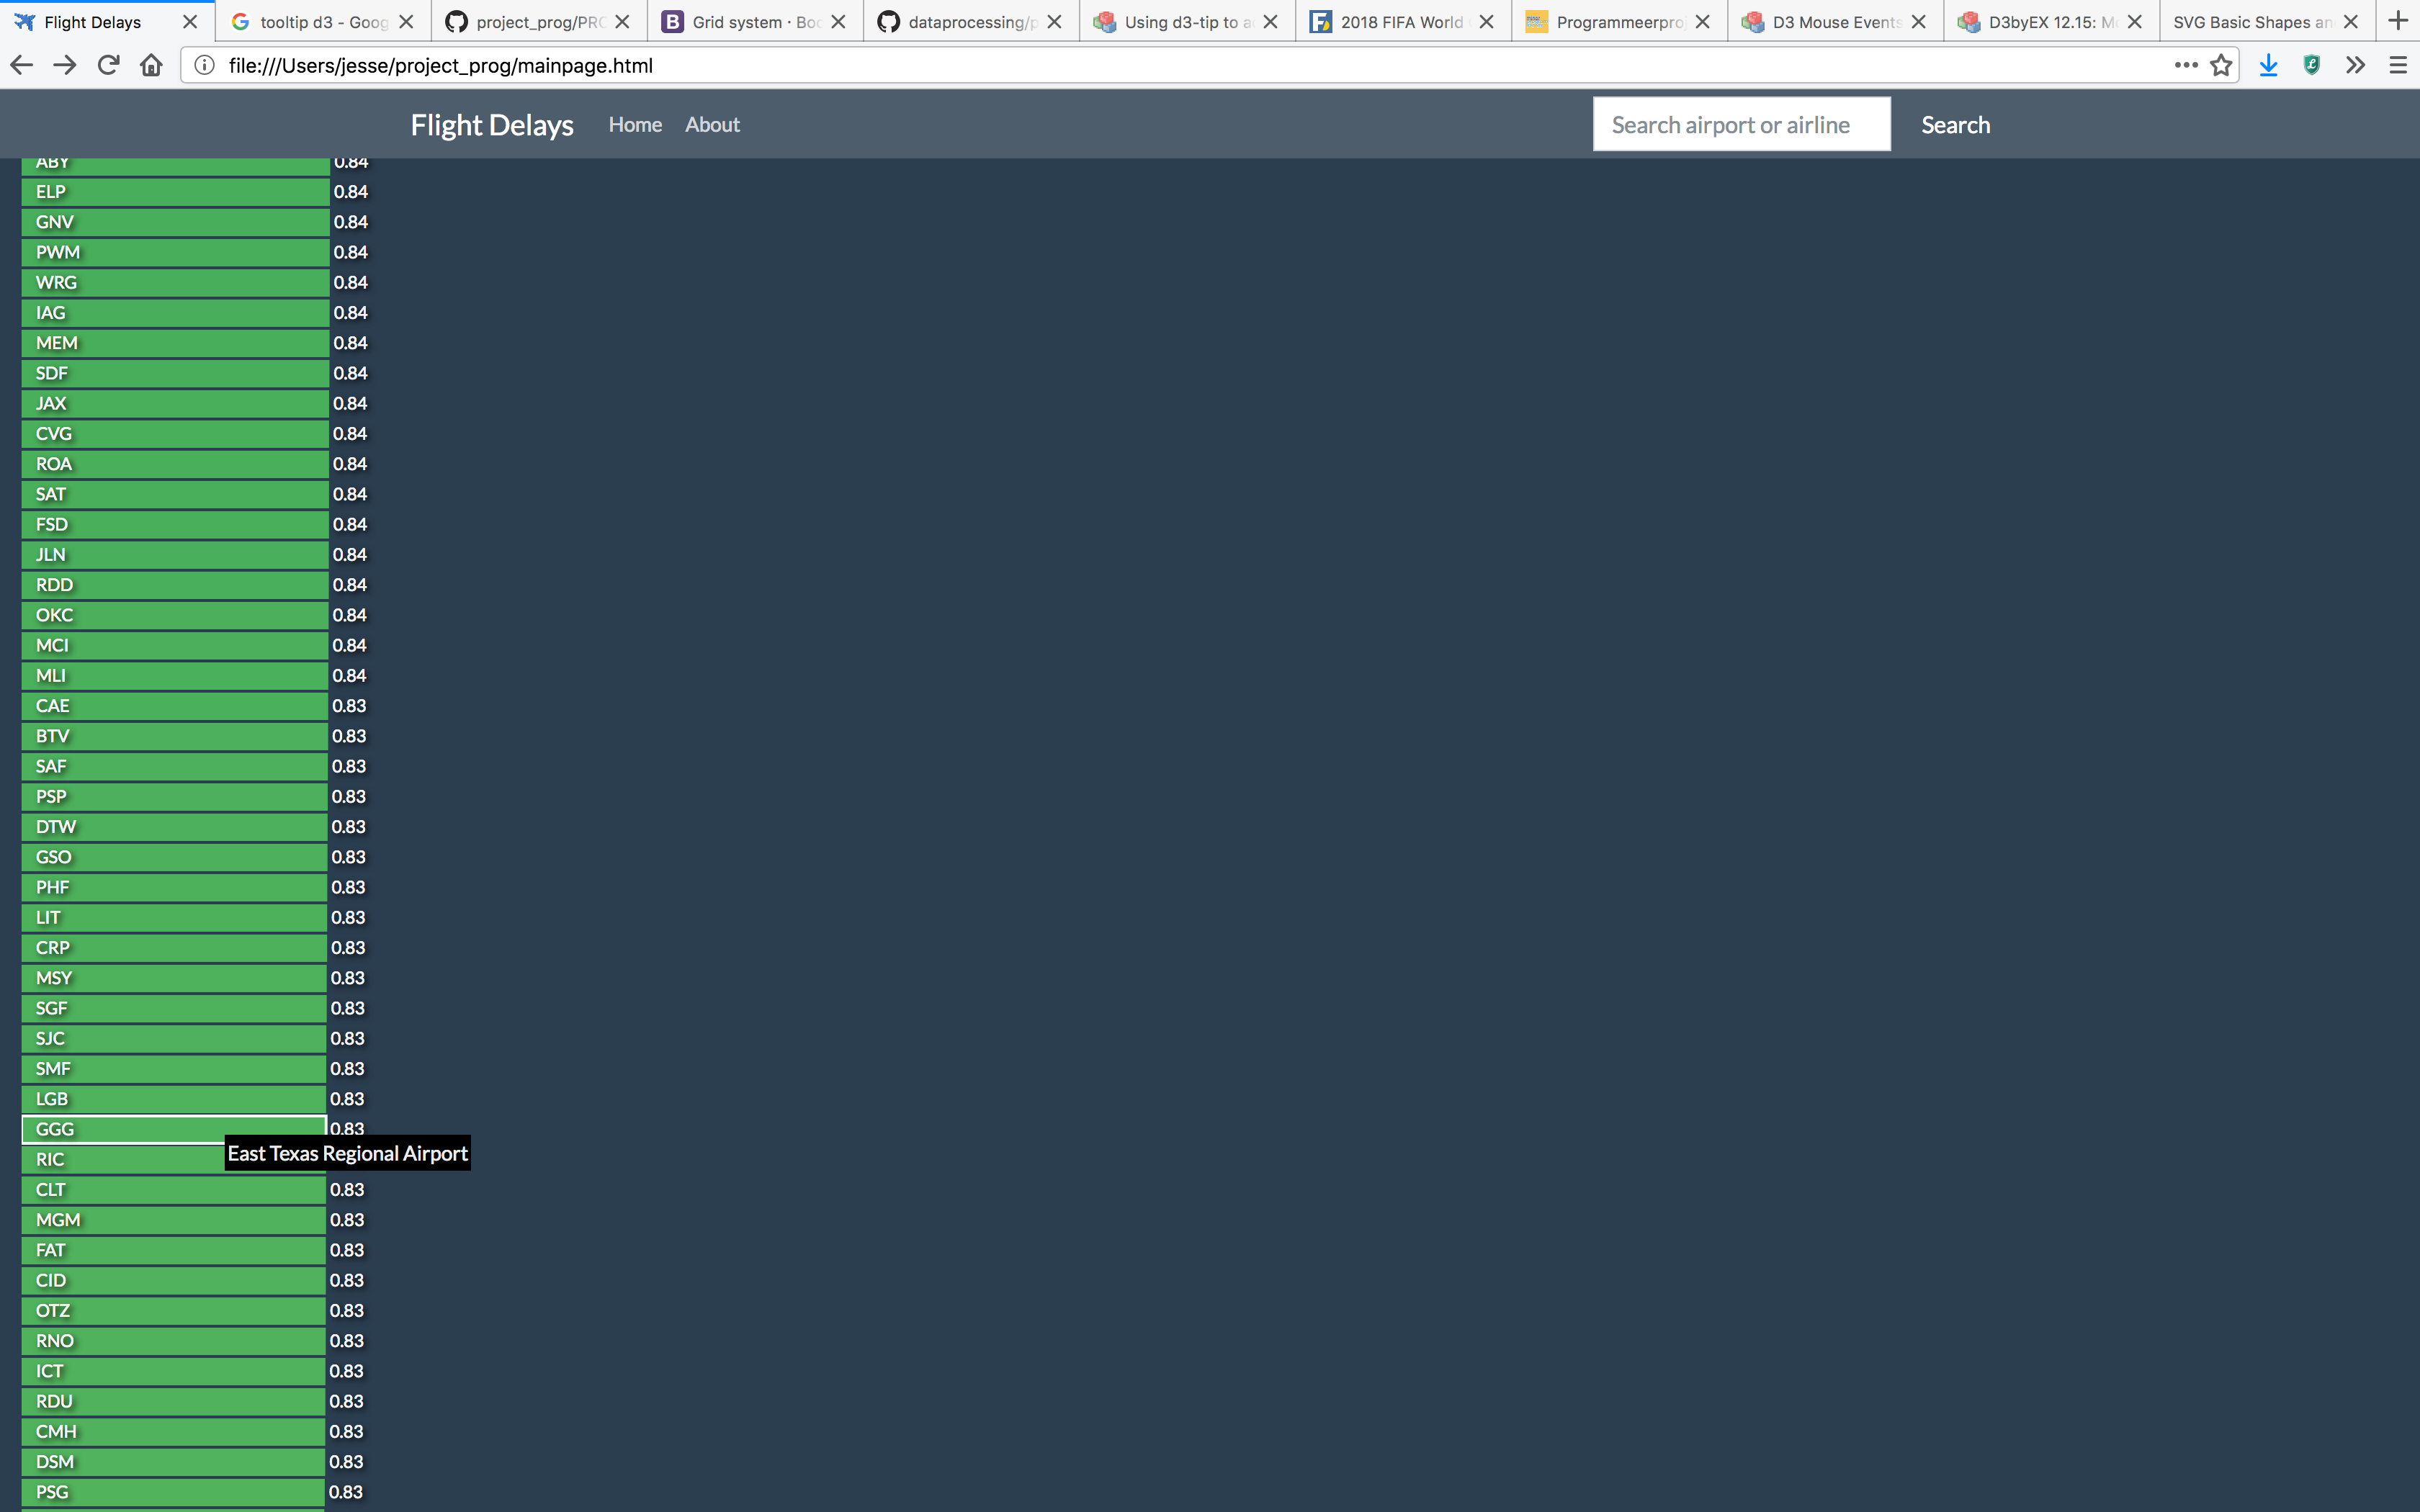 Flight Delays
tooltip d3 - Goog
project_prog/PRO
Grid system · Boo
dataprocessing/p
Using d3-tip to a
2018 FIFA World
Programmeerproj
D3 Mouse Events
D3byEX 12.15: Mo
SVG Basic Shapes an
file:///Users/jesse/project_prog/mainpage.html
Flight Delays Home About Search airport or airline Search
ABY 0.84
ELP 0.84
GNV 0.84
PWM 0.84
WRG 0.84
IAG 0.84
MEM 0.84
SDF 0.84
JAX 0.84
CVG 0.84
ROA 0.84
SAT 0.84
FSD 0.84
JLN 0.84
RDD 0.84
OKC 0.84
MCI 0.84
MLI 0.84
CAE 0.83
BTV 0.83
SAF 0.83
PSP 0.83
DTW 0.83
GSO 0.83
PHF 0.83
LIT 0.83
CRP 0.83
MSY 0.83
SGF 0.83
SJC 0.83
SMF 0.83
LGB 0.83
GGG 0.83
East Texas Regional Airport
RIC
CLT 0.83
MGM 0.83
FAT 0.83
CID 0.83
OTZ 0.83
RNO 0.83
ICT 0.83
RDU 0.83
CMH 0.83
DSM 0.83
PSG 0.83